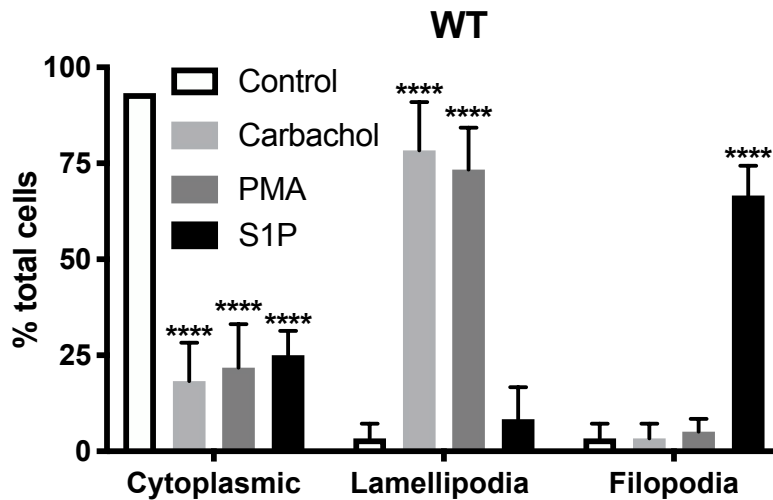 WT
100
75
50
25
0
% total cells
Control
Carbachol
PMA
S1P
**** **** ****
**** ****
****
Cytoplasmic Lamellipodia Filopodia